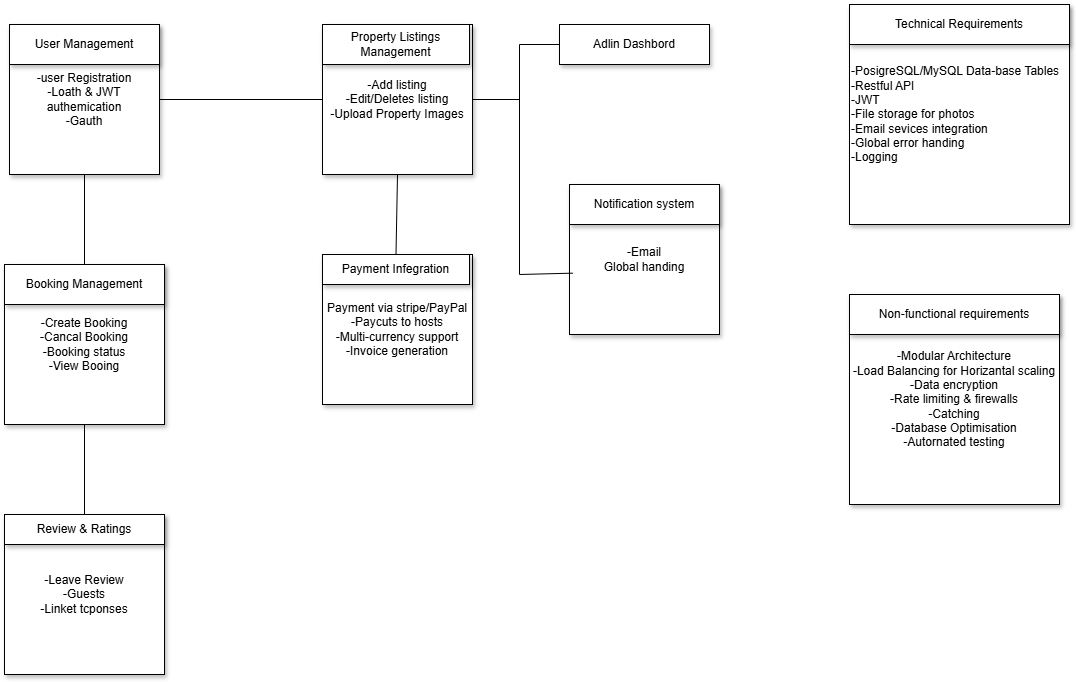 User Management
-user Registration
-Loath & JWT
authemication
-Gauth
Property Listings
Management
-Add listing
-Edit/Deletes listing
-Upload Property Images
Adlin Dashbord
Notification system
-Email
Global handing
Booking Management
-Create Booking
-Cancal Booking
-Booking status
-View Booing
Payment Infegration
Payment via stripe/PayPal
-Paycuts to hosts
-Multi-currency support
-Invoice generation
Review & Ratings
-Leave Review
-Guests
-Linket tcponses
Technical Requirements
-PosigreSQL/MySQL Data-base Tables
-Restful API
-JWT
-File storage for photos
-Email sevices integration
-Global error handing
-Logging
Non-functional requirements
-Modular Architecture
-Load Balancing for Horizantal scaling
-Data encryption
-Rate limiting & firewalls
-Catching
-Database Optimisation
-Autornated testing